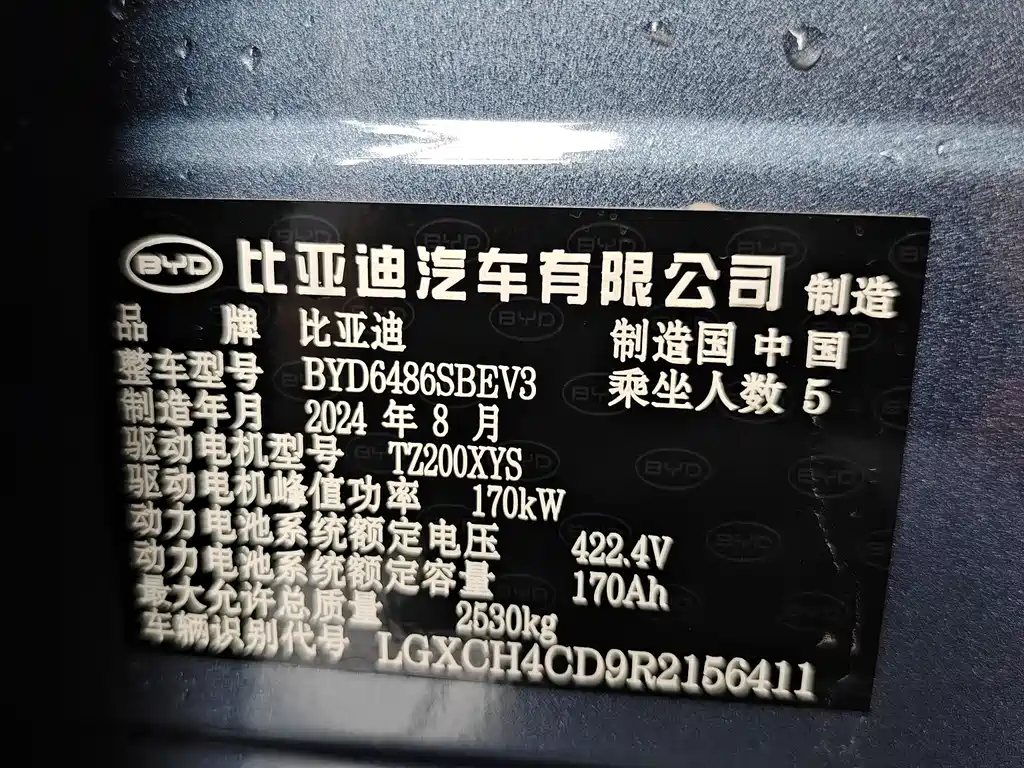 BYD 比亚迪汽车有限公司 制造
品 牌 比亚迪 制造国 中国
整车型号 BYD6486SBEV3 乘坐人数 5
制造年月 2024 年 8 月
驱动电机型号 TZ200XYS
驱动电机峰值功率 170kW
动力电池系统额定电压 422.4V
动力电池系统额定容量 170Ah
最大允许总质量 2530kg
车辆识别代号 LGXCH4CD9R2156411